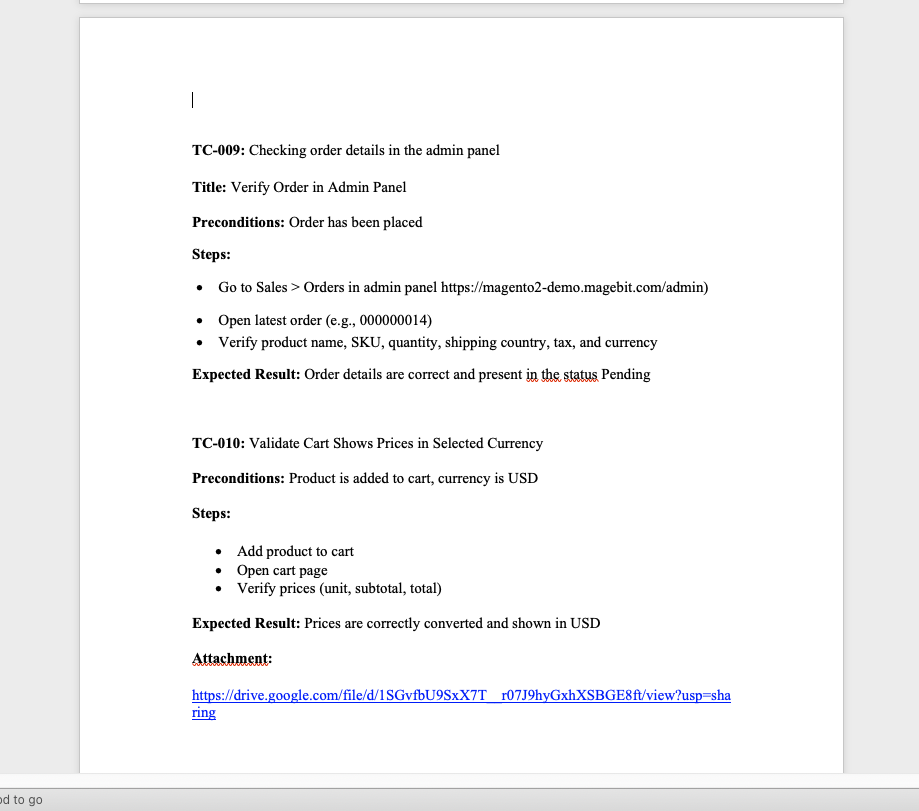 TC-009: Checking order details in the admin panel
Title: Verify Order in Admin Panel
Preconditions: Order has been placed
Steps:
• Go to Sales > Orders in admin panel https://magento2-demo.magebit.com/admin)
• Open latest order (e.g., 000000014)
• Verify product name, SKU, quantity, shipping country, tax, and currency
Expected Result: Order details are correct and present in the status Pending
TC-010: Validate Cart Shows Prices in Selected Currency
Preconditions: Product is added to cart, currency is USD
Steps:
• Add product to cart
• Open cart page
• Verify prices (unit, subtotal, total)
Expected Result: Prices are correctly converted and shown in USD
Attachment:
https://drive.google.com/file/d/1SGvfbU9SxX7T__r07J9hyGxhXSBGE8ft/view?usp=sha
ring
to go